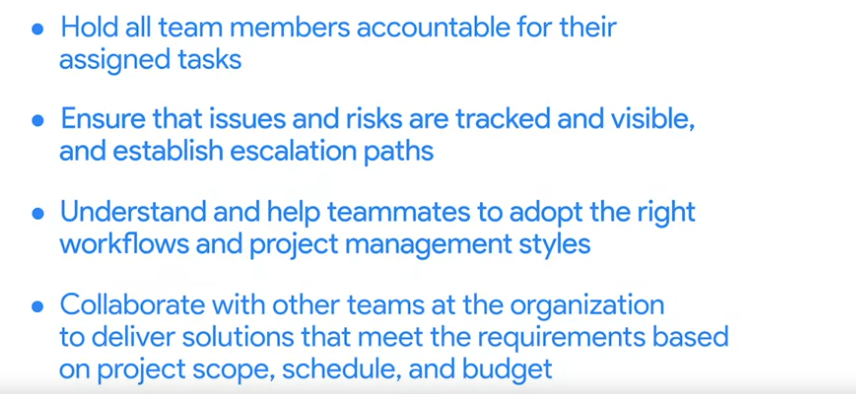 ● Hold all team members accountable for their
assigned tasks
● Ensure that issues and risks are tracked and visible,
and establish escalation paths
● Understand and help teammates to adopt the right
workflows and project management styles
● Collaborate with other teams at the organization
to deliver solutions that meet the requirements based
on project scope, schedule, and budget